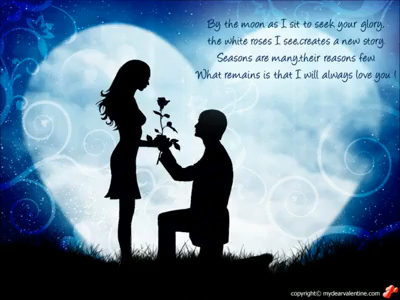 By the moon as I sit to seek your glory,
the white roses I see,creates a new story.
Seasons are many,their reasons few.
What remains is that I will always love you !
copyright© mydearvalentine.com